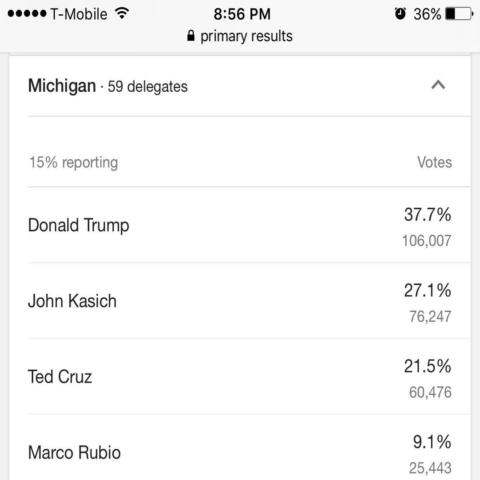 T-Mobile 8:56 PM 36%
primary results
Michigan · 59 delegates
15% reporting Votes
Donald Trump 37.7%
106,007
John Kasich 27.1%
76,247
Ted Cruz 21.5%
60,476
Marco Rubio 9.1%
25,443